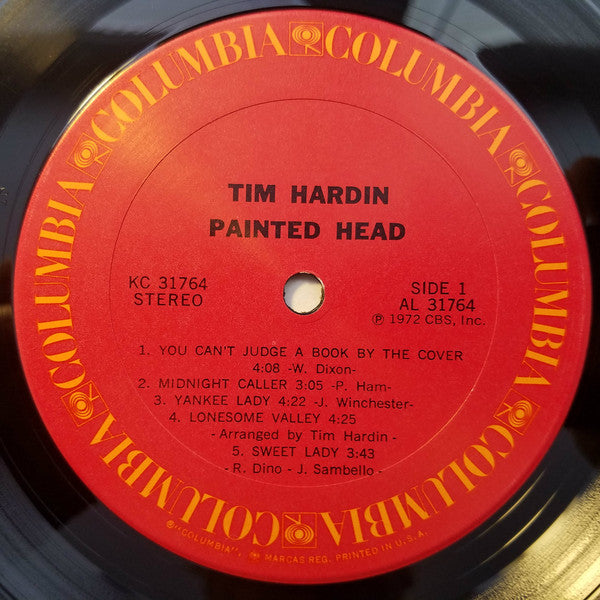 COLUMBIA COLUMBIA COLUMBIA COLUMBIA COLUMBIA COLUMBIA
TIM HARDIN
PAINTED HEAD
KC 31764
STEREO
SIDE 1
AL 31764
℗ 1972 CBS, Inc.
1. YOU CAN'T JUDGE A BOOK BY THE COVER
4:08 -W. Dixon-
2. MIDNIGHT CALLER 3:05 -P. Ham-
3. YANKEE LADY 4:22 -J. Winchester-
4. LONESOME VALLEY 4:25
-Arranged by Tim Hardin -
5. SWEET LADY 3:43
- R. Dino - J. Sambello -
®"COLUMBIA", MARCAS REG. PRINTED IN U.S.A.